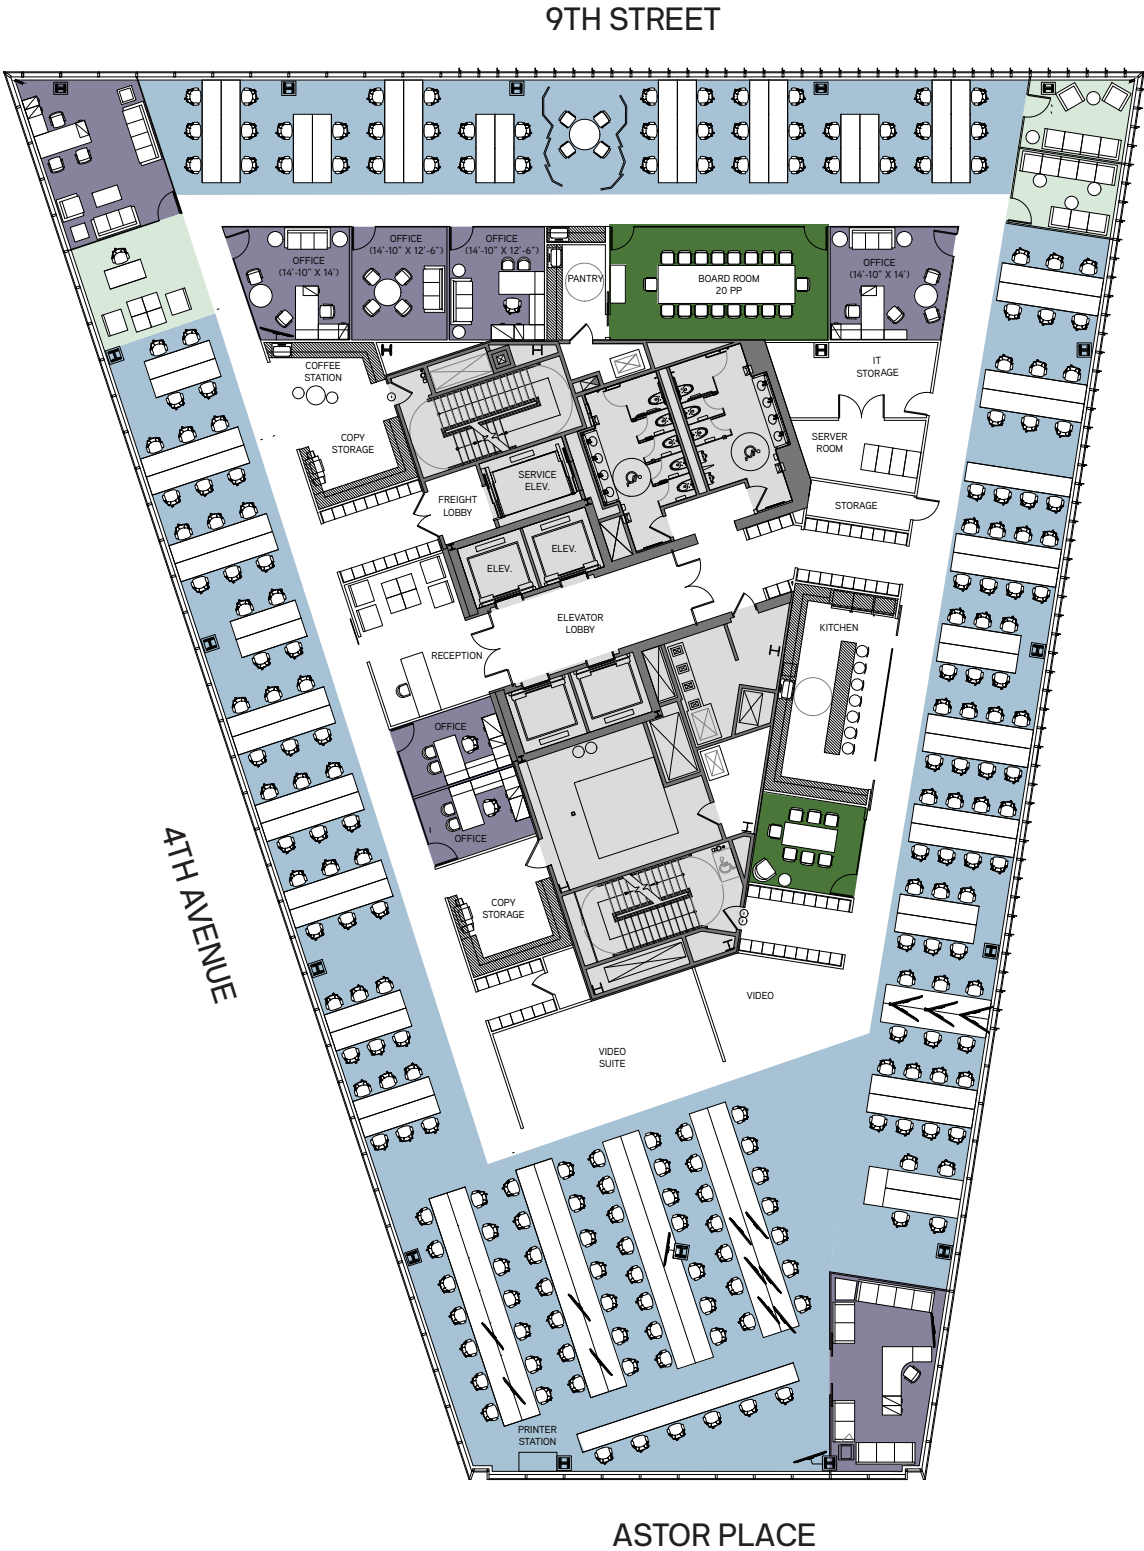 9TH STREET
OFFICE
(14'-10" X 14')
OFFICE
(14'-10" X 12'-6")
OFFICE
(14'-10" X 12'-6")
PANTRY
BOARD ROOM
20 PP
OFFICE
(14'-10" X 14')
COFFEE
STATION
IT
STORAGE
COPY
STORAGE
SERVER
ROOM
SERVICE
ELEV.
FREIGHT
LOBBY
STORAGE
ELEV.
ELEV.
ELEVATOR
LOBBY
KITCHEN
RECEPTION
OFFICE
OFFICE
4TH AVENUE
COPY
STORAGE
VIDEO
VIDEO
SUITE
PRINTER
STATION
ASTOR PLACE